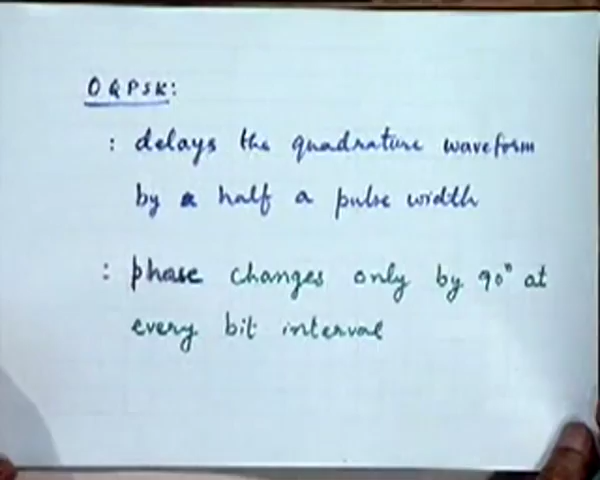 OQPSK:
: delays the quadrature waveform
by a half a pulse width
: phase changes only by 90° at
every bit interval